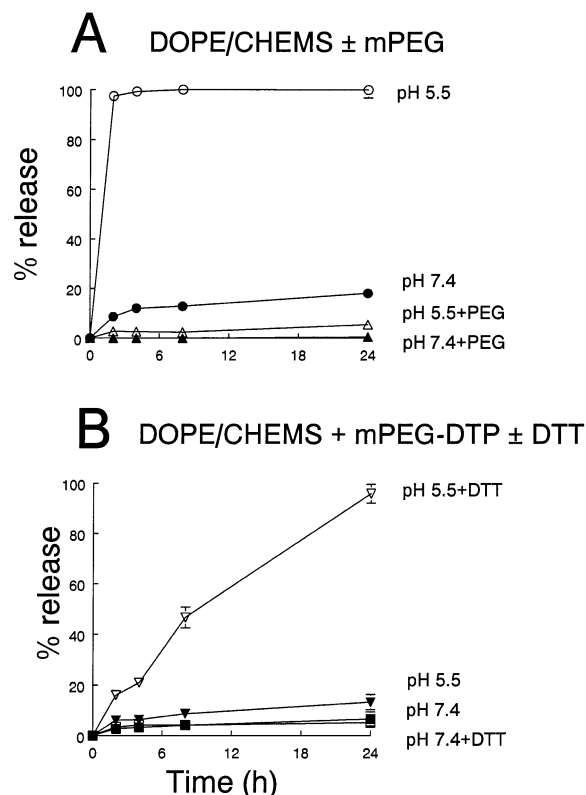 A DOPE/CHEMS ± mPEG
100
80
60
40
20
0
% release
pH 5.5
pH 7.4
pH 5.5+PEG
pH 7.4+PEG
0 6 12 18 24
B DOPE/CHEMS + mPEG-DTP ± DTT
100
80
60
40
20
0
% release
pH 5.5+DTT
pH 5.5
pH 7.4
pH 7.4+DTT
0 6 12 18 24
Time (h)